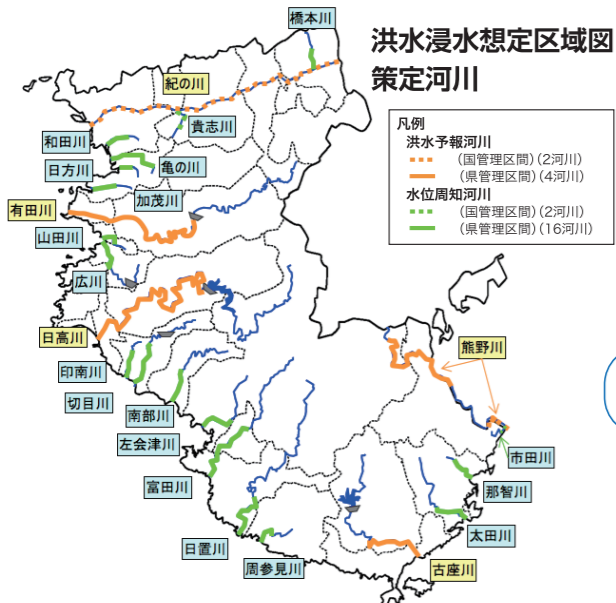 洪水浸水想定区域図
策定河川
凡例
洪水予報河川
(国管理区間)(2河川)
(県管理区間)(4河川)
水位周知河川
(国管理区間)(2河川)
(県管理区間)(16河川)
橋本川
紀の川
貴志川
和田川
日方川
亀の川
加茂川
有田川
山田川
広川
日高川
印南川
切目川
南部川
左会津川
富田川
日置川
周参見川
熊野川
市田川
那智川
太田川
古座川